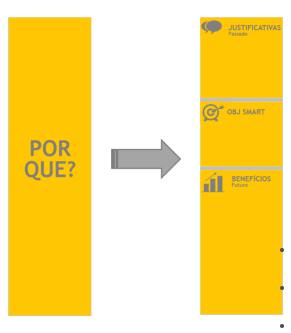 POR
QUE?
JUSTIFICATIVAS
Passado
OBJ SMART
BENEFÍCIOS
Futuro